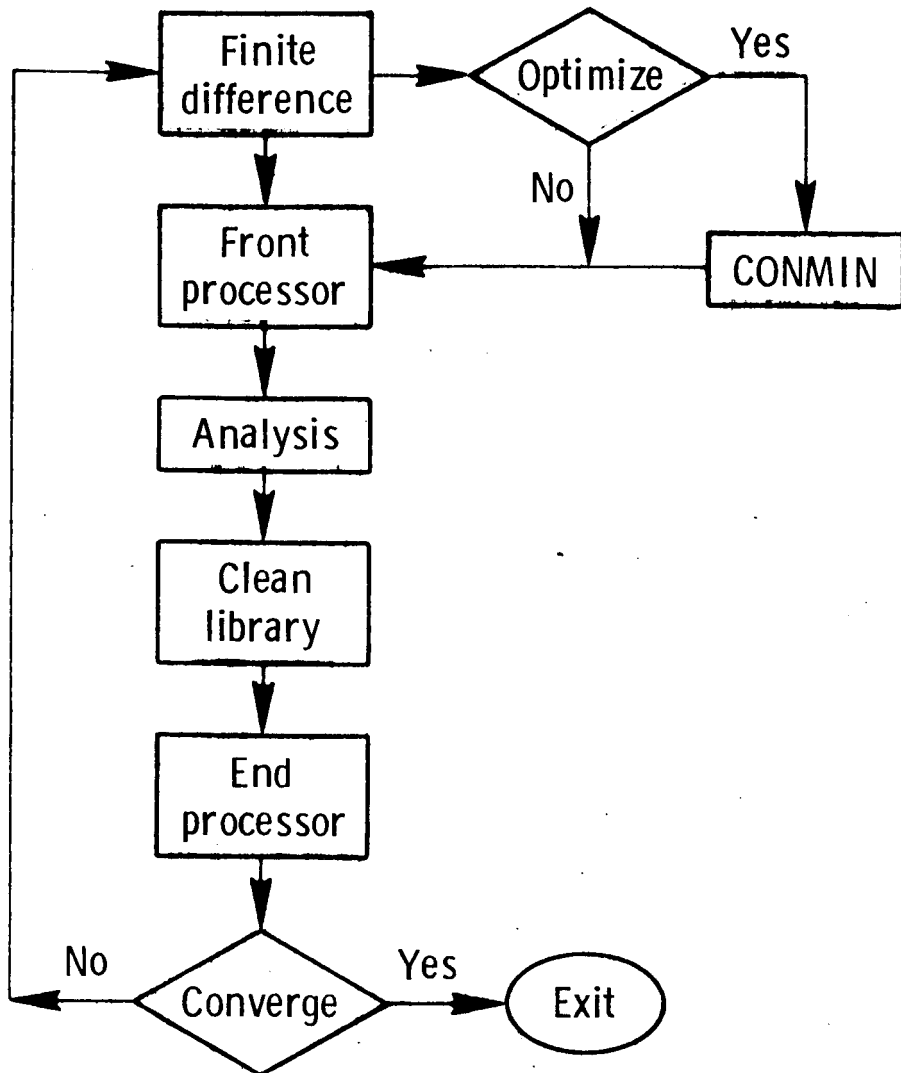 Finite
difference
Optimize
Yes
No
Front
processor
CONMIN
Analysis
Clean
library
End
processor
No
Converge
Yes
Exit